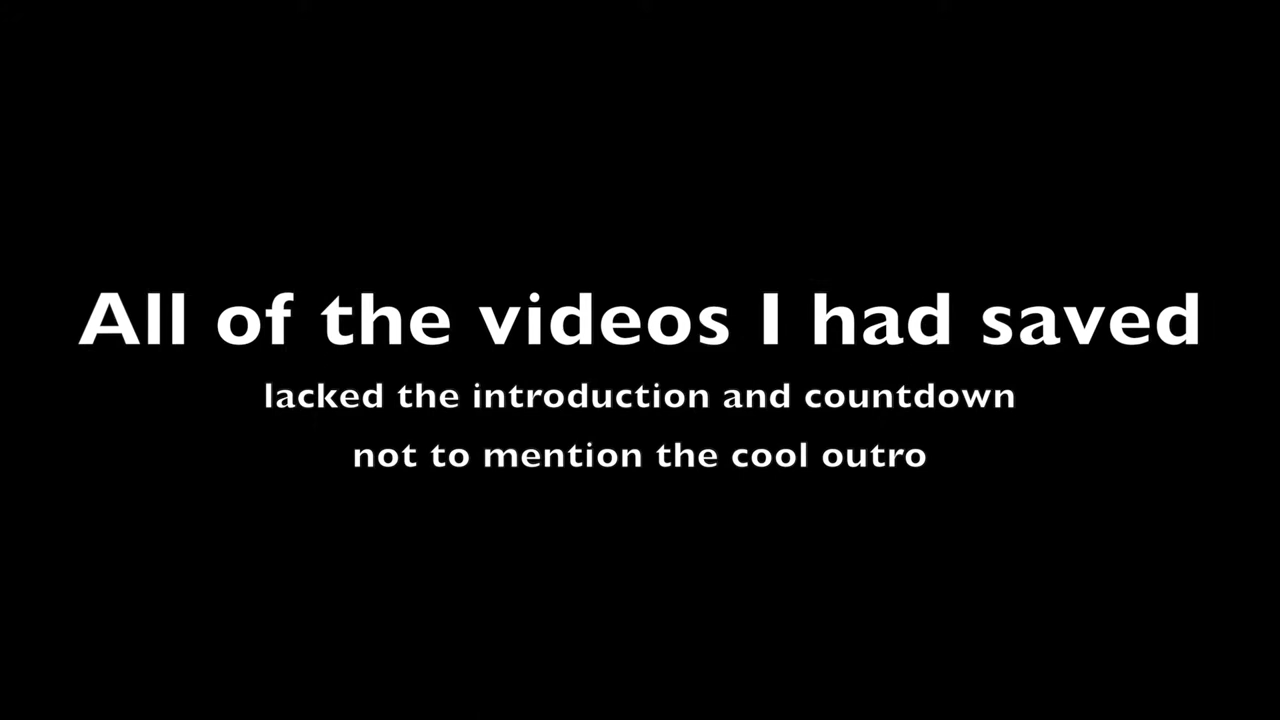 All of the videos I had saved
lacked the introduction and countdown
not to mention the cool outro